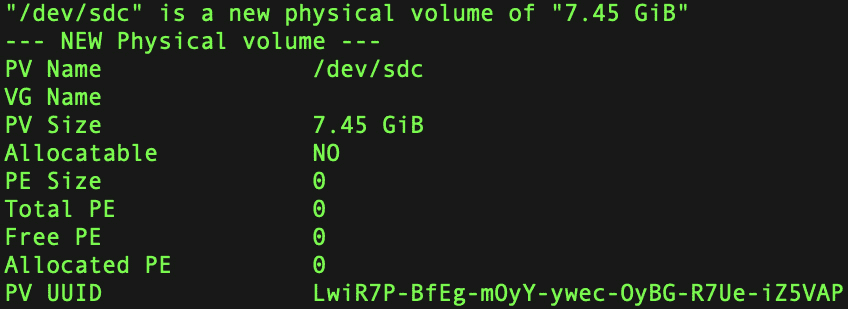 "/dev/sdc" is a new physical volume of "7.45 GiB"
--- NEW Physical volume ---
PV Name /dev/sdc
VG Name
PV Size 7.45 GiB
Allocatable NO
PE Size 0
Total PE 0
Free PE 0
Allocated PE 0
PV UUID LwiR7P-BfEg-mOyY-ywec-OyBG-R7Ue-iZ5VAP